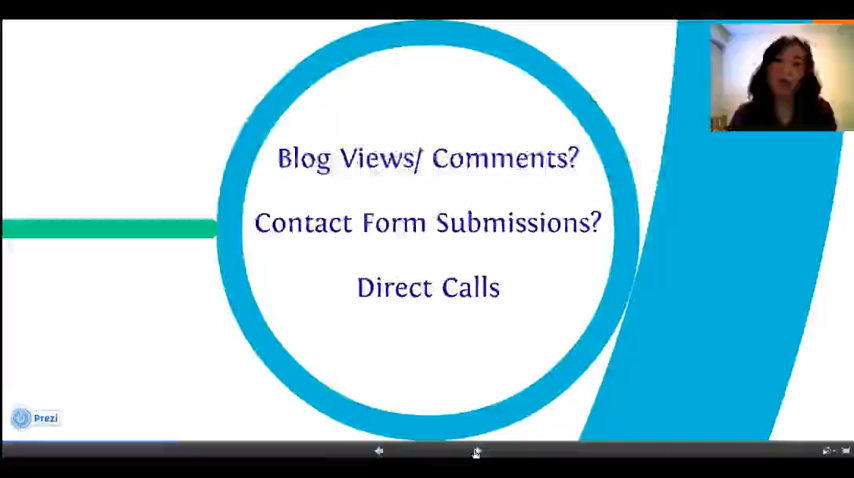 Blog Views/ Comments?
Contact Form Submissions?
Direct Calls
Prezi